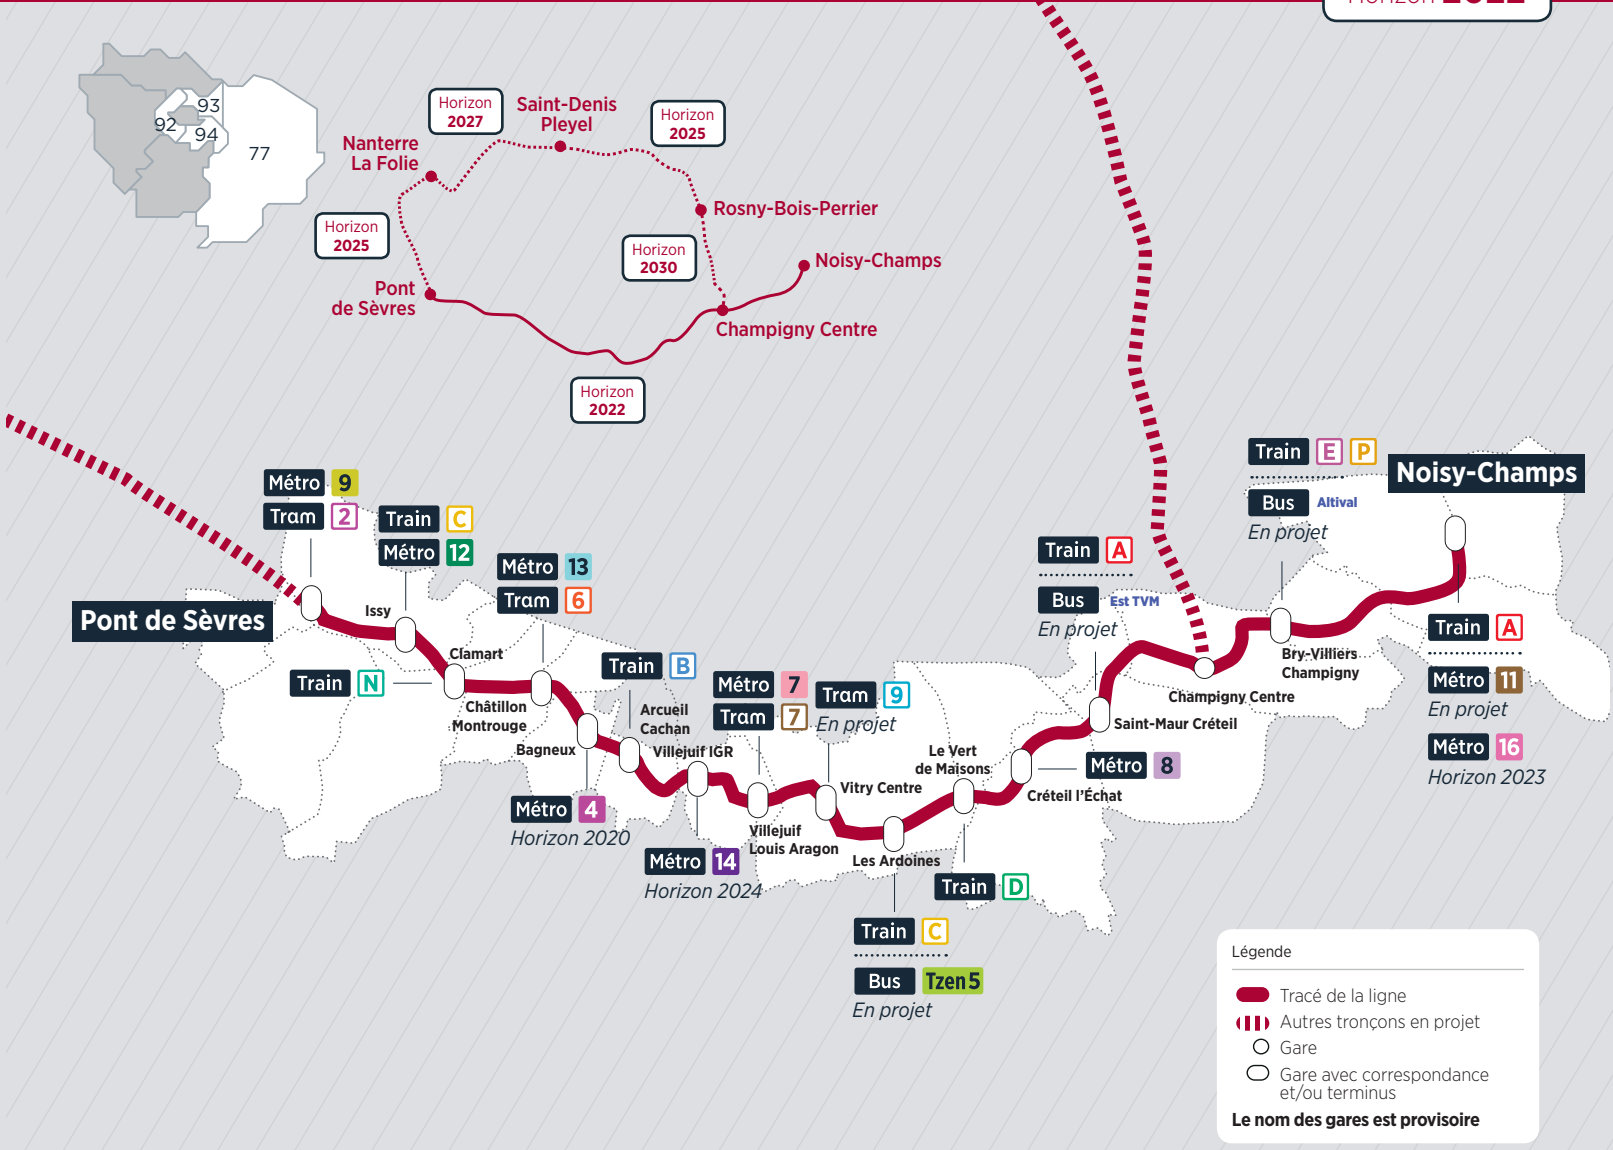 Horizon 2022
93
92
94
77
Horizon
2027
Saint-Denis
Pleyel
Horizon
2025
Nanterre
La Folie
Rosny-Bois-Perrier
Horizon
2025
Horizon
2030
Noisy-Champs
Pont
de Sèvres
Champigny Centre
Horizon
2022
Train E P
Noisy-Champs
Bus Altival
En projet
Métro 9
Tram 2
Train C
Métro 12
Métro 13
Tram 6
Train A
Bus Est TVM
En projet
Pont de Sèvres
Issy
Clamart
Train N
Châtillon
Montrouge
Train B
Arcueil
Cachan
Bagneux
Villejuif IGR
Métro 7
Tram 7
Tram 9
En projet
Bry-Villiers
Champigny
Train A
Métro 11
En projet
Métro 16
Horizon 2023
Champigny Centre
Saint-Maur Créteil
Le Vert
de Maisons
Métro 8
Créteil l'Échat
Vitry Centre
Métro 4
Horizon 2020
Villejuif
Louis Aragon
Les Ardoines
Métro 14
Horizon 2024
Train D
Train C
Bus Tzen 5
En projet
Légende
Tracé de la ligne
Autres tronçons en projet
Gare
Gare avec correspondance
et/ou terminus
Le nom des gares est provisoire